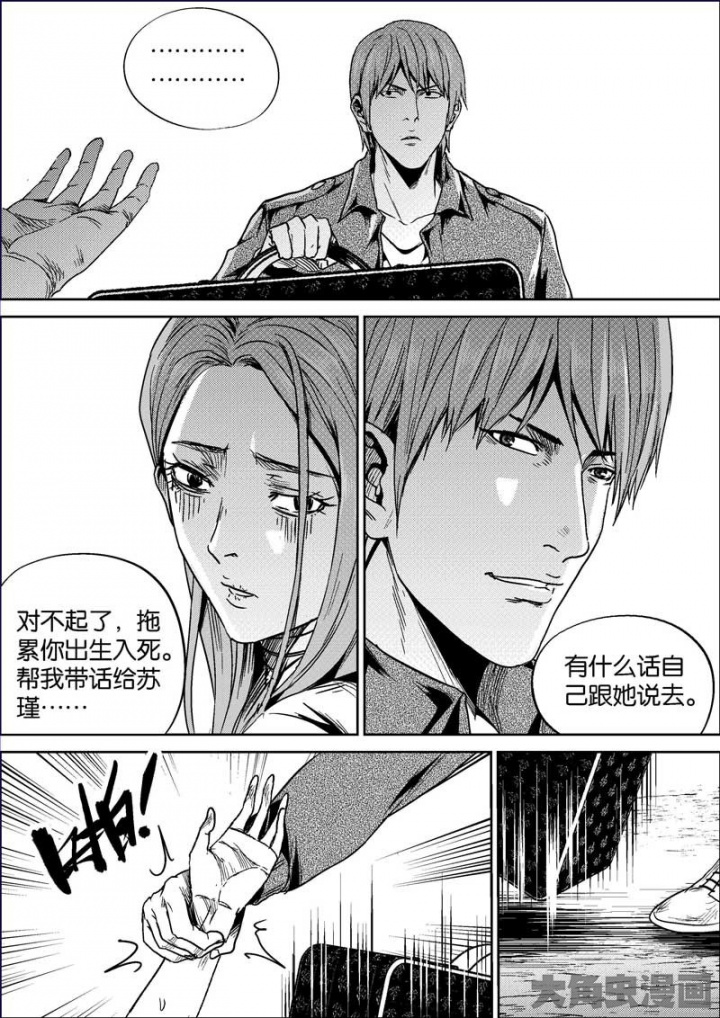 …………
…………
对不起了，拖
累你出生入死。
帮我带话给苏
瑾……
有什么话自
己跟她说去。
啪！
大角虫漫画